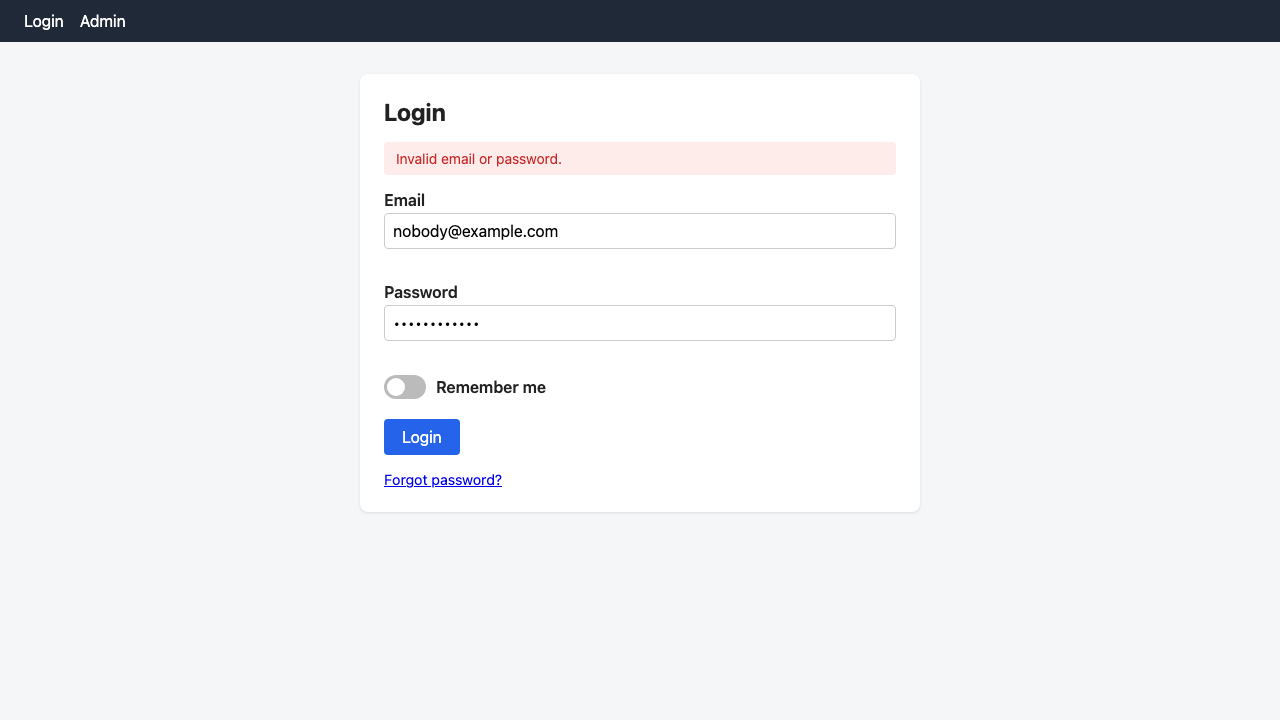 Login Admin
Login
Invalid email or password.
Email
nobody@example.com
Password
••••••••••••
Remember me
Login
Forgot password?